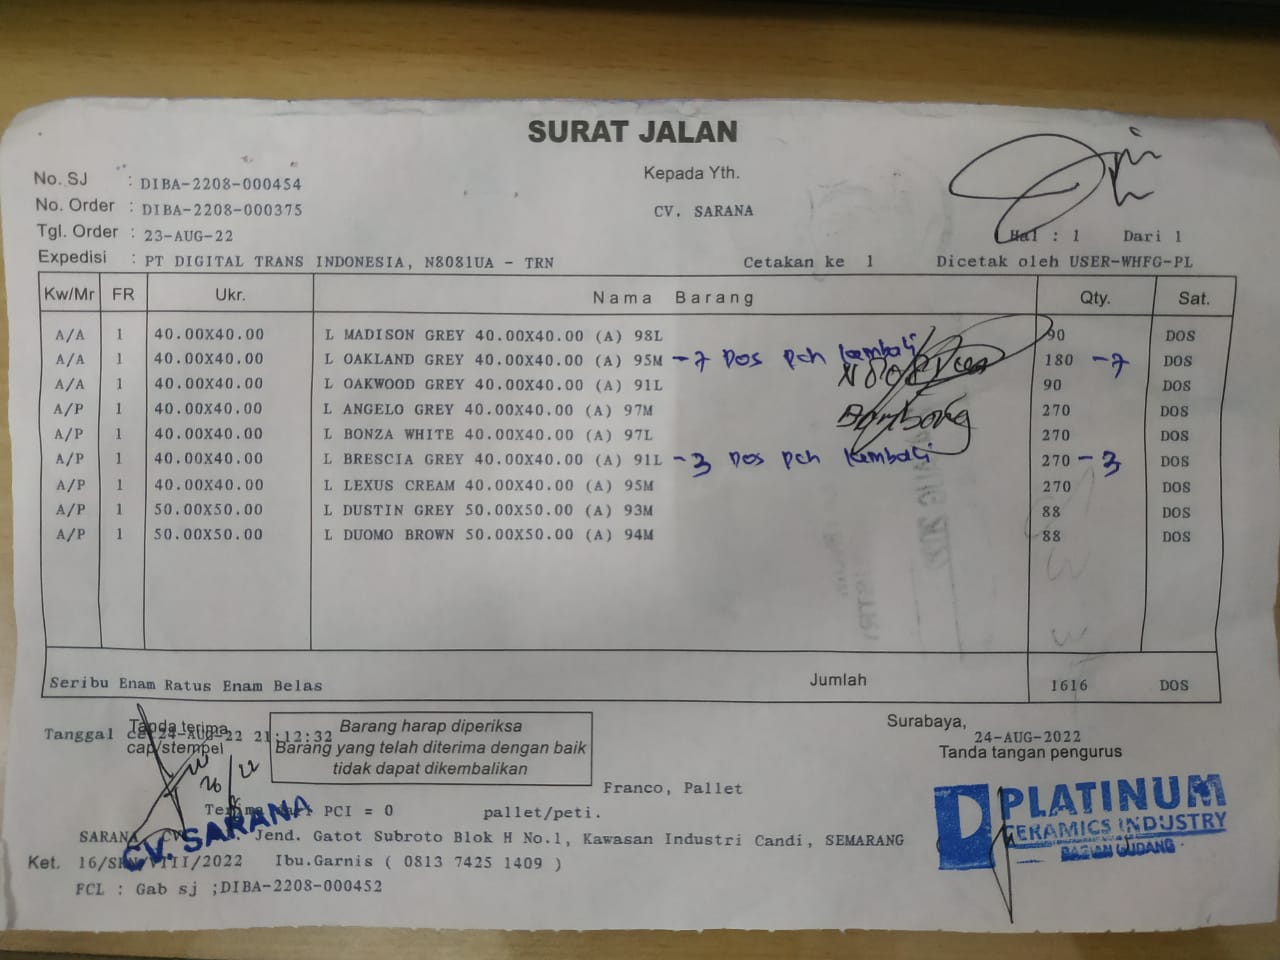 SURAT JALAN
No. SJ : DIBA-2208-000454
Kepada Yth.
No. Order : DIBA-2208-000375
CV. SARANA
Tgl. Order : 23-AUG-22
Hal : 1 Dari 1
Expedisi : PT DIGITAL TRANS INDONESIA, N8081UA - TRN
Cetakan ke 1
Dicetak oleh USER-WHFG-PL
Kw/Mr FR Ukr. Nama Barang Qty. Sat.
A/A 1 40.00X40.00 L MADISON GREY 40.00X40.00 (A) 98L 90 DOS
A/A 1 40.00X40.00 L OAKLAND GREY 40.00X40.00 (A) 95M -7 Dos pch kembali 180 -7 DOS
A/A 1 40.00X40.00 L OAKWOOD GREY 40.00X40.00 (A) 91L 90 DOS
A/P 1 40.00X40.00 L ANGELO GREY 40.00X40.00 (A) 97M 270 DOS
A/P 1 40.00X40.00 L BONZA WHITE 40.00X40.00 (A) 97L 270 DOS
A/P 1 40.00X40.00 L BRESCIA GREY 40.00X40.00 (A) 91L -3 Dos pch kembali 270 -3 DOS
A/P 1 40.00X40.00 L LEXUS CREAM 40.00X40.00 (A) 95M 270 DOS
A/P 1 50.00X50.00 L DUSTIN GREY 50.00X50.00 (A) 93M 88 DOS
A/P 1 50.00X50.00 L DUOMO BROWN 50.00X50.00 (A) 94M 88 DOS
Seribu Enam Ratus Enam Belas Jumlah 1616 DOS
Tanda terima
cap/stempel
Tanggal 24-AUG-22 21:12:32
Barang harap diperiksa
Barang yang telah diterima dengan baik
tidak dapat dikembalikan
Surabaya,
24-AUG-2022
Tanda tangan pengurus
Franco, Pallet
PCI = 0 pallet/peti.
CV. SARANA
SARANA Jend. Gatot Subroto Blok H No.1, Kawasan Industri Candi, SEMARANG
Ket. 16/SRN/VIII/2022 Ibu.Garnis ( 0813 7425 1409 )
FCL : Gab sj ;DIBA-2208-000452
PLATINUM
CERAMICS INDUSTRY
BAGIAN GUDANG